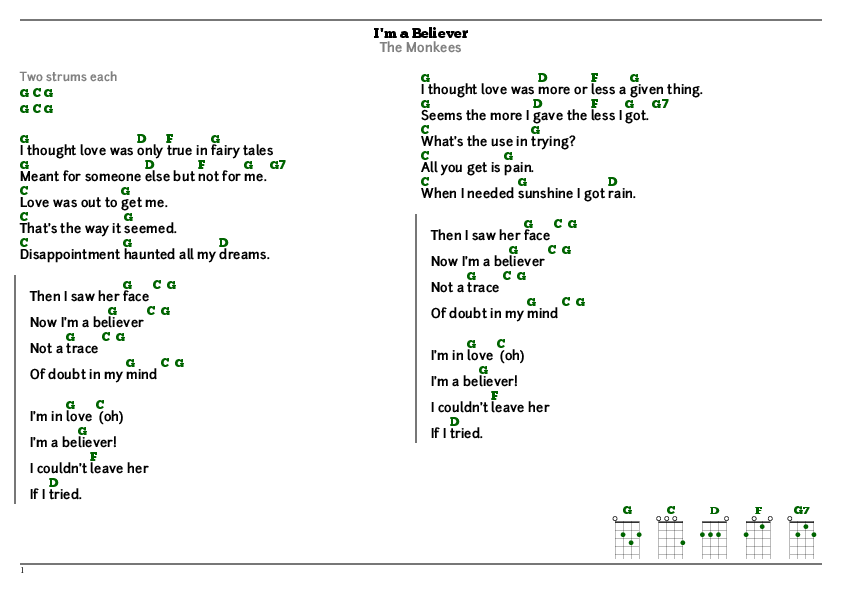 I'm a Believer
The Monkees
Two strums each
G C G
G C G
G D F G
I thought love was only true in fairy tales
G D F G G7
Meant for someone else but not for me.
C G
Love was out to get me.
C G
That's the way it seemed.
C G D
Disappointment haunted all my dreams.
G C G
Then I saw her face
G C G
Now I'm a believer
G C G
Not a trace
G C G
Of doubt in my mind
G C
I'm in love (oh)
G
I'm a believer!
F
I couldn't leave her
D
If I tried.
G D F G
I thought love was more or less a given thing.
G D F G G7
Seems the more I gave the less I got.
C G
What's the use in trying?
C G
All you get is pain.
C G D
When I needed sunshine I got rain.
G C G
Then I saw her face
G C G
Now I'm a believer
G C G
Not a trace
G C G
Of doubt in my mind
G C
I'm in love (oh)
G
I'm a believer!
F
I couldn't leave her
D
If I tried.
G C D F G7
1